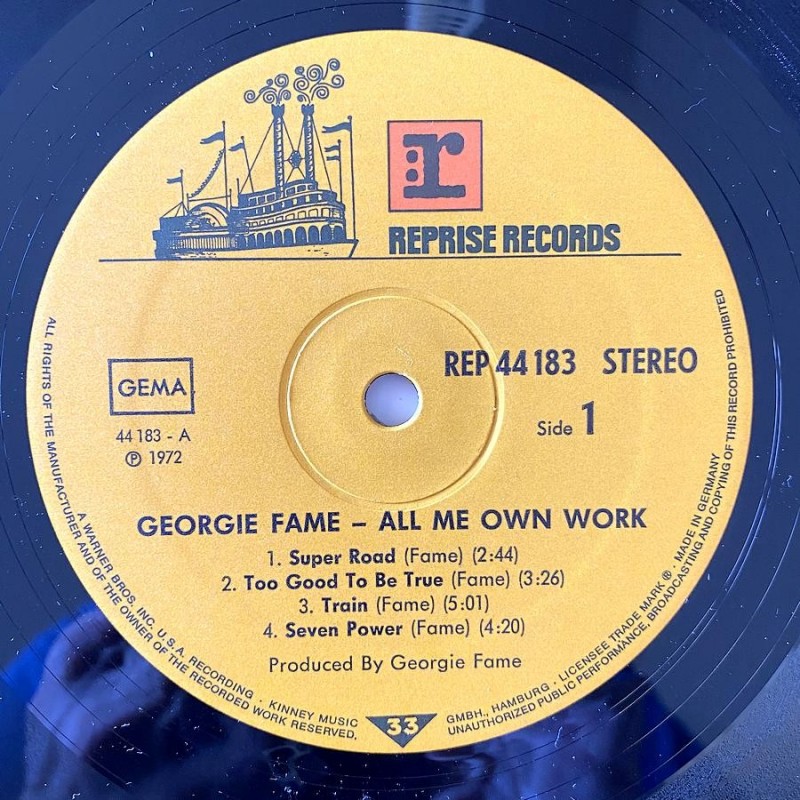 r
REPRISE RECORDS
REP 44 183 STEREO
Side 1
GEMA
44 183 - A
℗ 1972
GEORGIE FAME – ALL ME OWN WORK
1. Super Road (Fame) (2:44)
2. Too Good To Be True (Fame) (3:26)
3. Train (Fame) (5:01)
4. Seven Power (Fame) (4:20)
Produced By Georgie Fame
33
ALL RIGHTS OF THE MANUFACTURER AND OF THE OWNER OF THE RECORDED WORK RESERVED.
A WARNER BROS. INC. U.S.A. RECORDING · KINNEY MUSIC
GMBH., HAMBURG · LICENSEE TRADE MARK ® · MADE IN GERMANY
UNAUTHORIZED PUBLIC PERFORMANCE, BROADCASTING AND COPYING OF THIS RECORD PROHIBITED